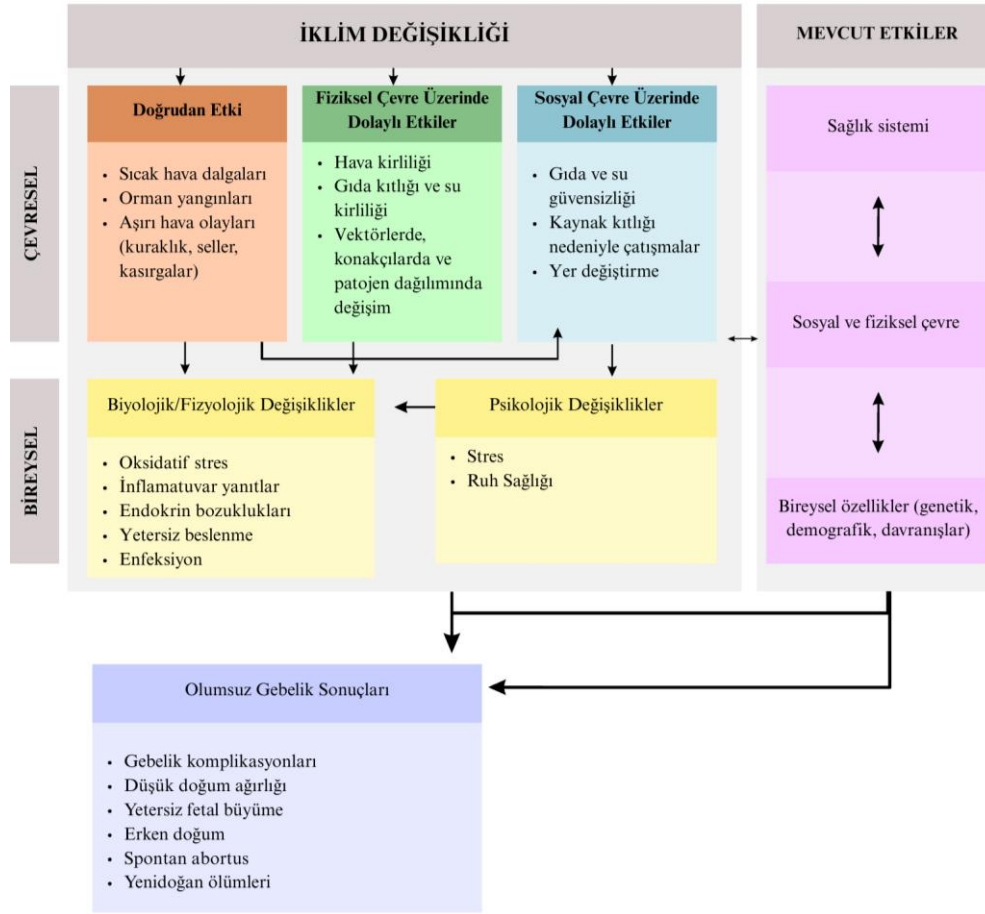 İKLİM DEĞİŞİKLİĞİ
MEVCUT ETKİLER
ÇEVRESEL
Doğrudan Etki
• Sıcak hava dalgaları
• Orman yangınları
• Aşırı hava olayları
(kuraklık, seller,
kasırgalar)
Fiziksel Çevre Üzerinde
Dolaylı Etkiler
• Hava kirliliği
• Gıda kıtlığı ve su
kirliliği
• Vektörlerde,
konakçılarda ve
patojen dağılımında
değişim
Sosyal Çevre Üzerinde
Dolaylı Etkiler
• Gıda ve su
güvensizliği
• Kaynak kıtlığı
nedeniyle çatışmalar
• Yer değiştirme
Sağlık sistemi
Sosyal ve fiziksel çevre
Bireysel özellikler (genetik,
demografik, davranışlar)
BİREYSEL
Biyolojik/Fizyolojik Değişiklikler
• Oksidatif stres
• İnflamatuvar yanıtlar
• Endokrin bozuklukları
• Yetersiz beslenme
• Enfeksiyon
Psikolojik Değişiklikler
• Stres
• Ruh Sağlığı
Olumsuz Gebelik Sonuçları
• Gebelik komplikasyonları
• Düşük doğum ağırlığı
• Yetersiz fetal büyüme
• Erken doğum
• Spontan abortus
• Yenidoğan ölümleri